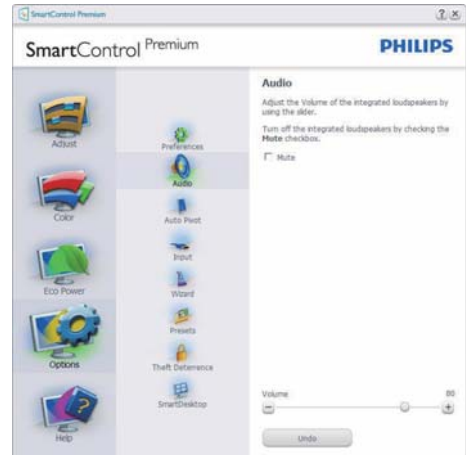 SmartControl Premium
SmartControl Premium
PHILIPS
Adjust
Color
Eco Power
Options
Help
Preferences
Audio
Auto Pivot
Input
Wizard
Presets
Theft Deterrence
SmartDesktop
Audio
Adjust the Volume of the integrated loudspeakers by
using the slider.
Turn off the integrated loudspeakers by checking the
Mute checkbox.
Mute
Volume 80
Undo